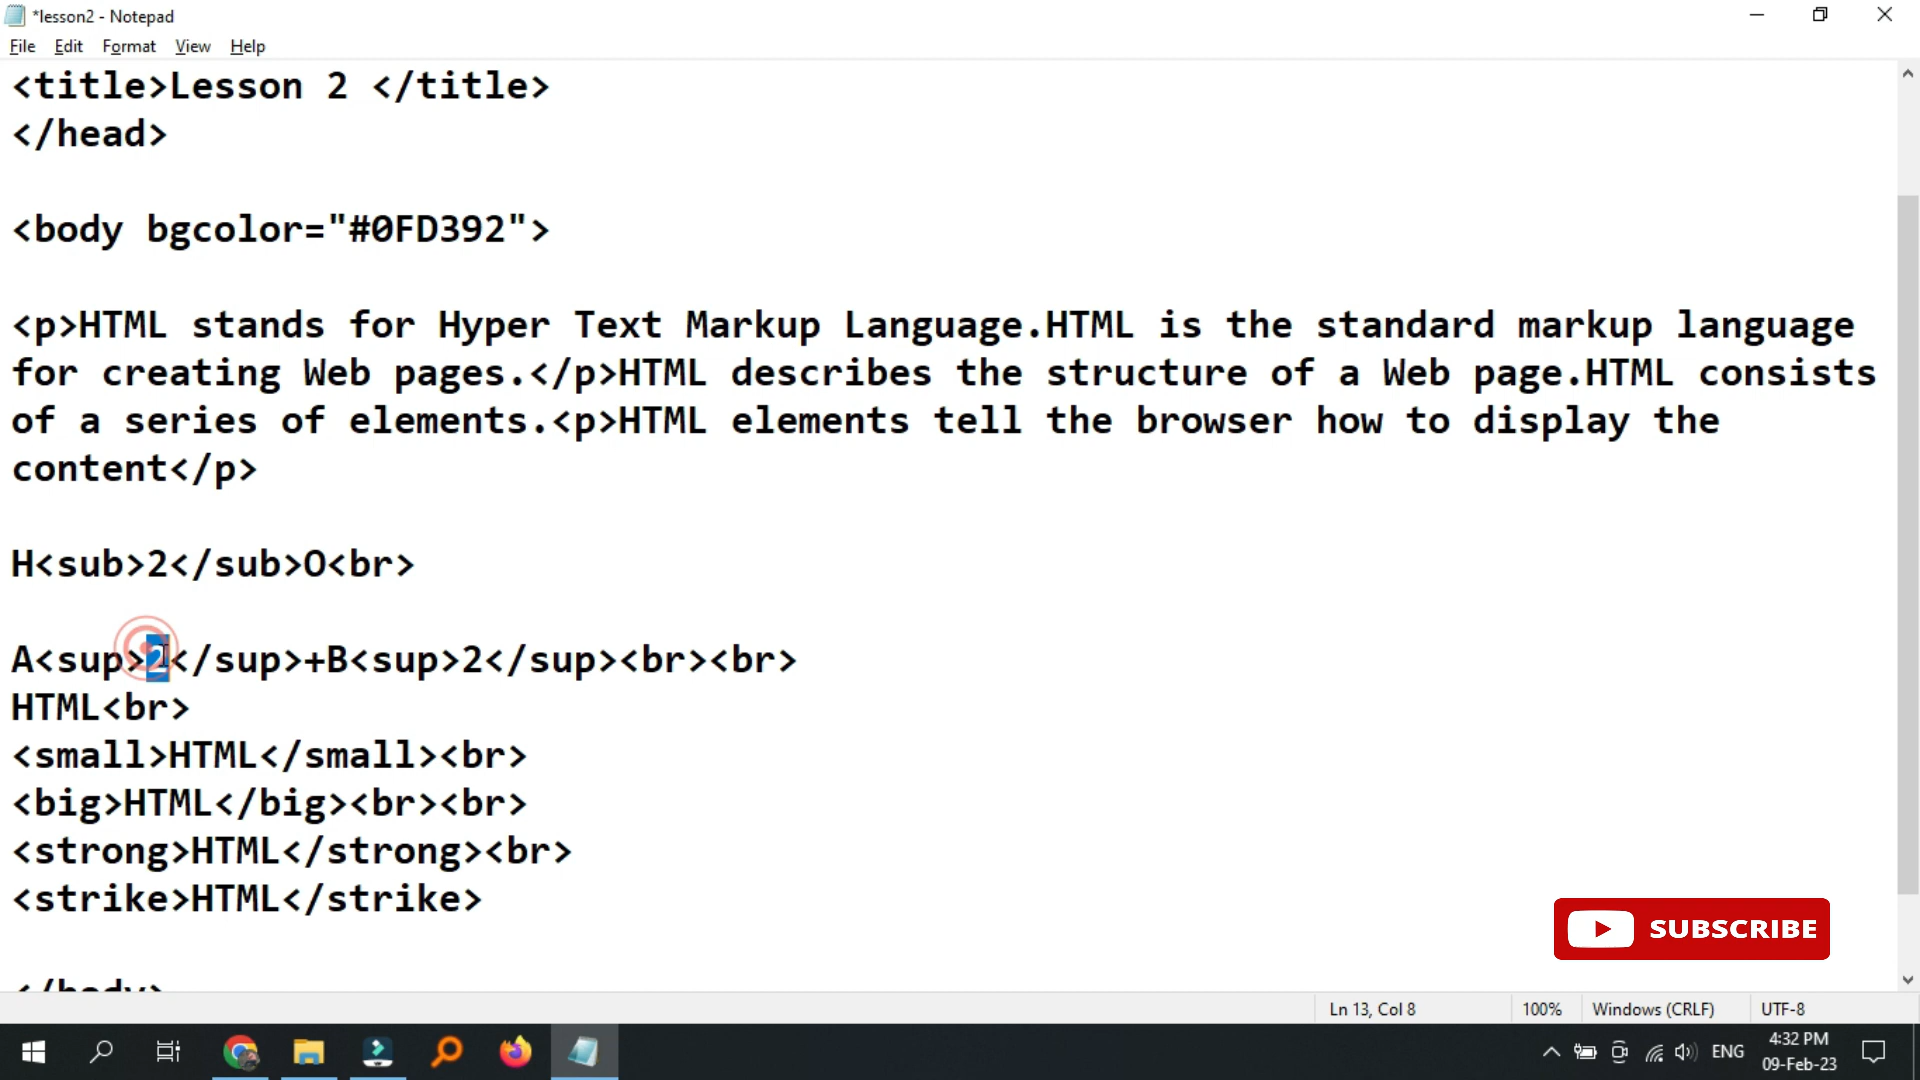 *lesson2 - Notepad
File Edit Format View Help
<title>Lesson 2 </title>
</head>
<body bgcolor="#0FD392">
<p>HTML stands for Hyper Text Markup Language.HTML is the standard markup language
for creating Web pages.</p>HTML describes the structure of a Web page.HTML consists
of a series of elements.<p>HTML elements tell the browser how to display the
content</p>
H<sub>2</sub>O<br>
A<sup>2</sup>+B<sup>2</sup><br><br>
HTML<br>
<small>HTML</small><br>
<big>HTML</big><br><br>
<strong>HTML</strong><br>
<strike>HTML</strike>
SUBSCRIBE
</body>
Ln 13, Col 8 100% Windows (CRLF) UTF-8
ENG 4:32 PM
09-Feb-23